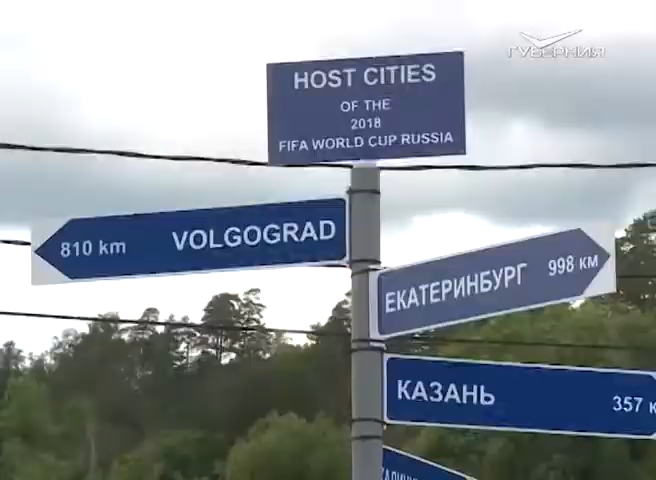 ГУБЕРНИЯ
HOST CITIES
OF THE
2018
FIFA WORLD CUP RUSSIA
810 km VOLGOGRAD
ЕКАТЕРИНБУРГ 998 КМ
КАЗАНЬ 357